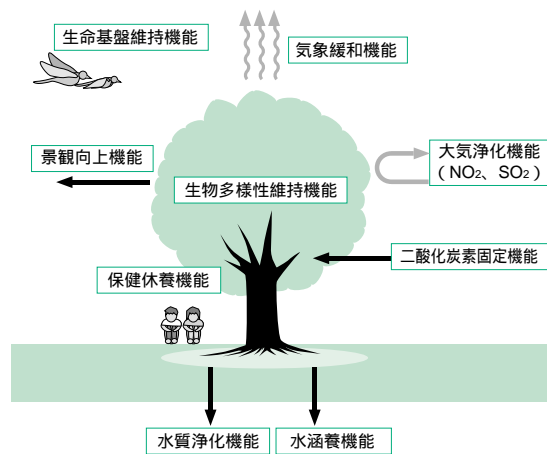 生命基盤維持機能
気象緩和機能
景観向上機能
大気浄化機能
（NO₂、SO₂）
生物多様性維持機能
二酸化炭素固定機能
保健休養機能
水質浄化機能
水涵養機能